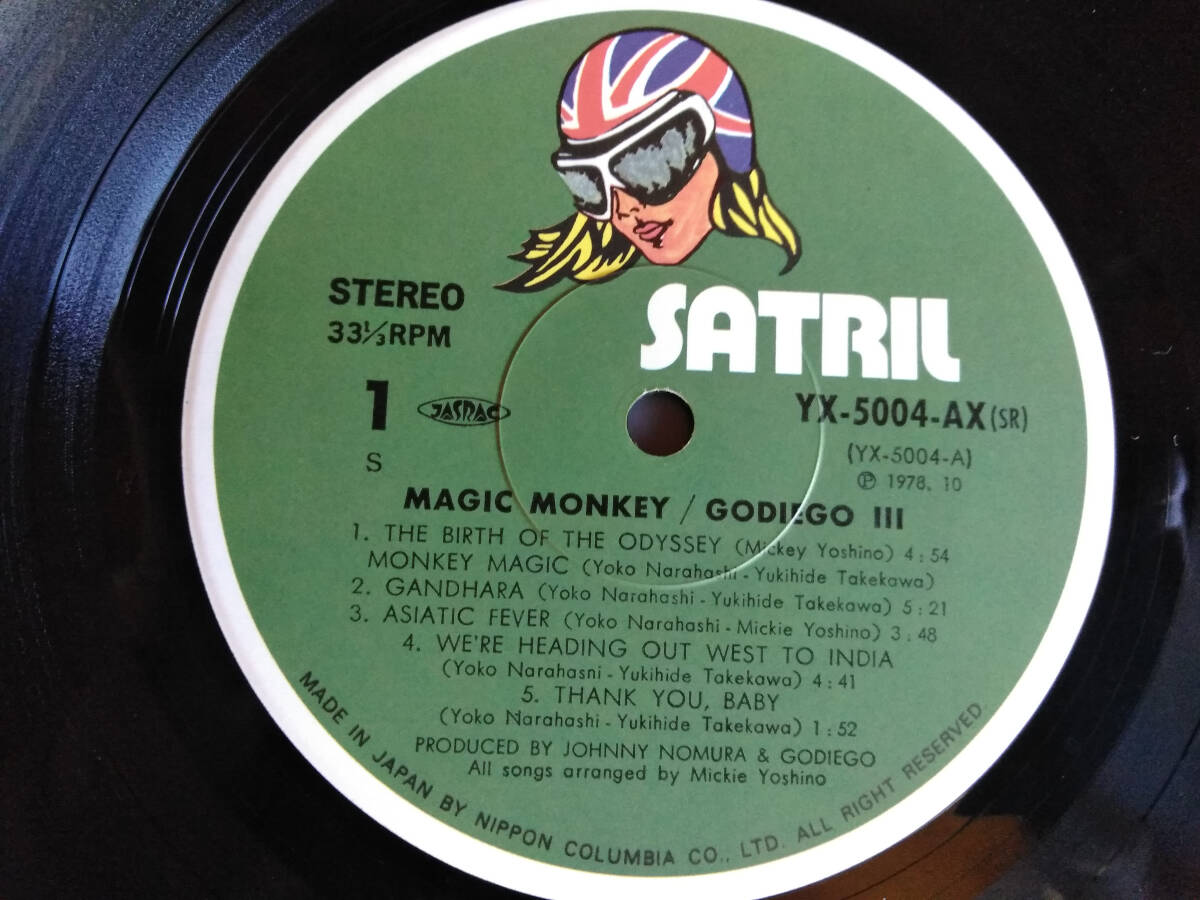 STEREO
33 1/3 RPM
SATRIL
1
JASRAC
YX-5004-AX (SR)
S
(YX-5004-A)
Ⓟ 1978. 10
MAGIC MONKEY / GODIEGO III
1. THE BIRTH OF THE ODYSSEY (Mickey Yoshino) 4:54
MONKEY MAGIC (Yoko Narahashi - Yukihide Takekawa)
2. GANDHARA (Yoko Narahashi - Yukihide Takekawa) 5:21
3. ASIATIC FEVER (Yoko Narahashi - Mickie Yoshino) 3:48
4. WE'RE HEADING OUT WEST TO INDIA
(Yoko Narahasni - Yukihide Takekawa) 4:41
5. THANK YOU, BABY
(Yoko Narahashi - Yukihide Takekawa) 1:52
PRODUCED BY JOHNNY NOMURA & GODIEGO
All songs arranged by Mickie Yoshino
MADE IN JAPAN BY NIPPON COLUMBIA CO., LTD. ALL RIGHT RESERVED.